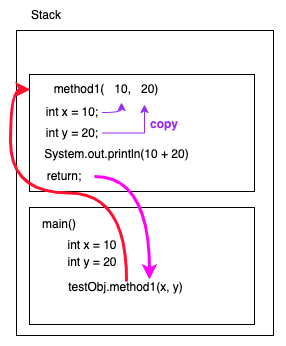 Stack
method1( 10, 20)
int x = 10;
int y = 20;
copy
System.out.println(10 + 20)
return;
main()
int x = 10
int y = 20
testObj.method1(x, y)